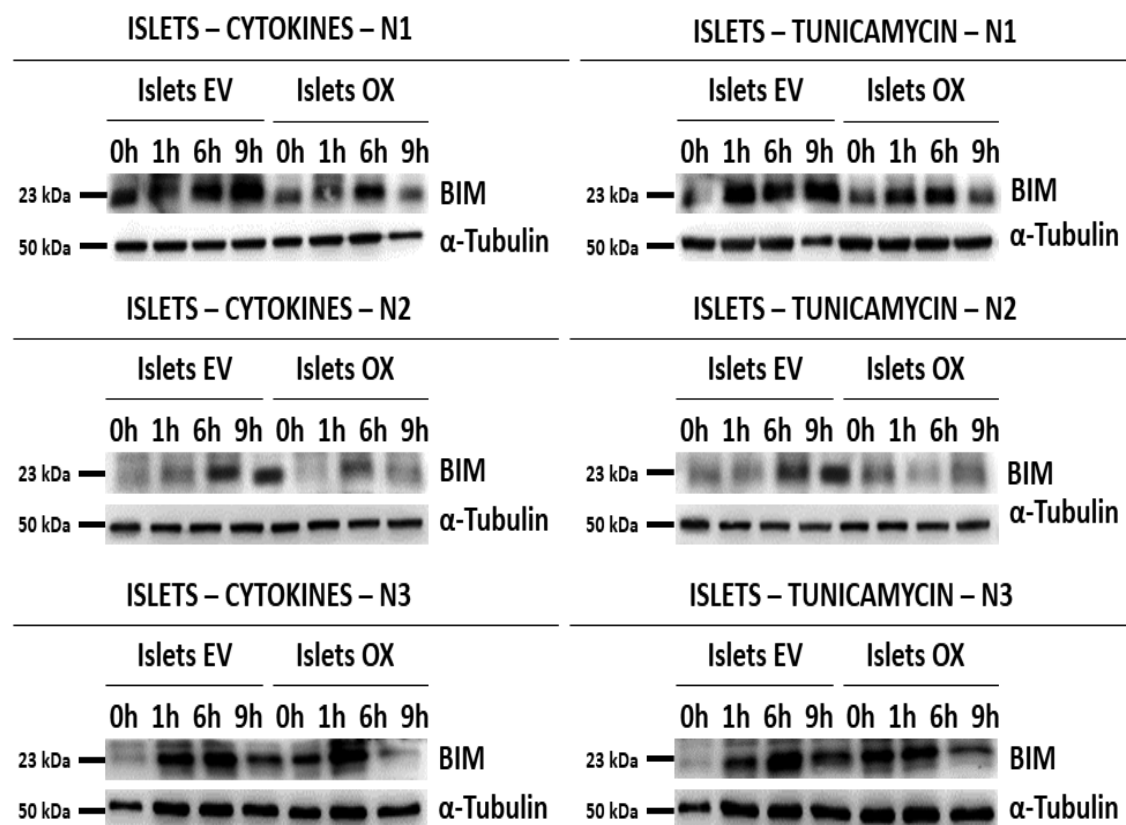 ISLETS – CYTOKINES – N1
Islets EV Islets OX
0h 1h 6h 9h 0h 1h 6h 9h
23 kDa BIM
50 kDa α-Tubulin
ISLETS – TUNICAMYCIN – N1
Islets EV Islets OX
0h 1h 6h 9h 0h 1h 6h 9h
23 kDa BIM
50 kDa α-Tubulin
ISLETS – CYTOKINES – N2
Islets EV Islets OX
0h 1h 6h 9h 0h 1h 6h 9h
23 kDa BIM
50 kDa α-Tubulin
ISLETS – TUNICAMYCIN – N2
Islets EV Islets OX
0h 1h 6h 9h 0h 1h 6h 9h
23 kDa BIM
50 kDa α-Tubulin
ISLETS – CYTOKINES – N3
Islets EV Islets OX
0h 1h 6h 9h 0h 1h 6h 9h
23 kDa BIM
50 kDa α-Tubulin
ISLETS – TUNICAMYCIN – N3
Islets EV Islets OX
0h 1h 6h 9h 0h 1h 6h 9h
23 kDa BIM
50 kDa α-Tubulin